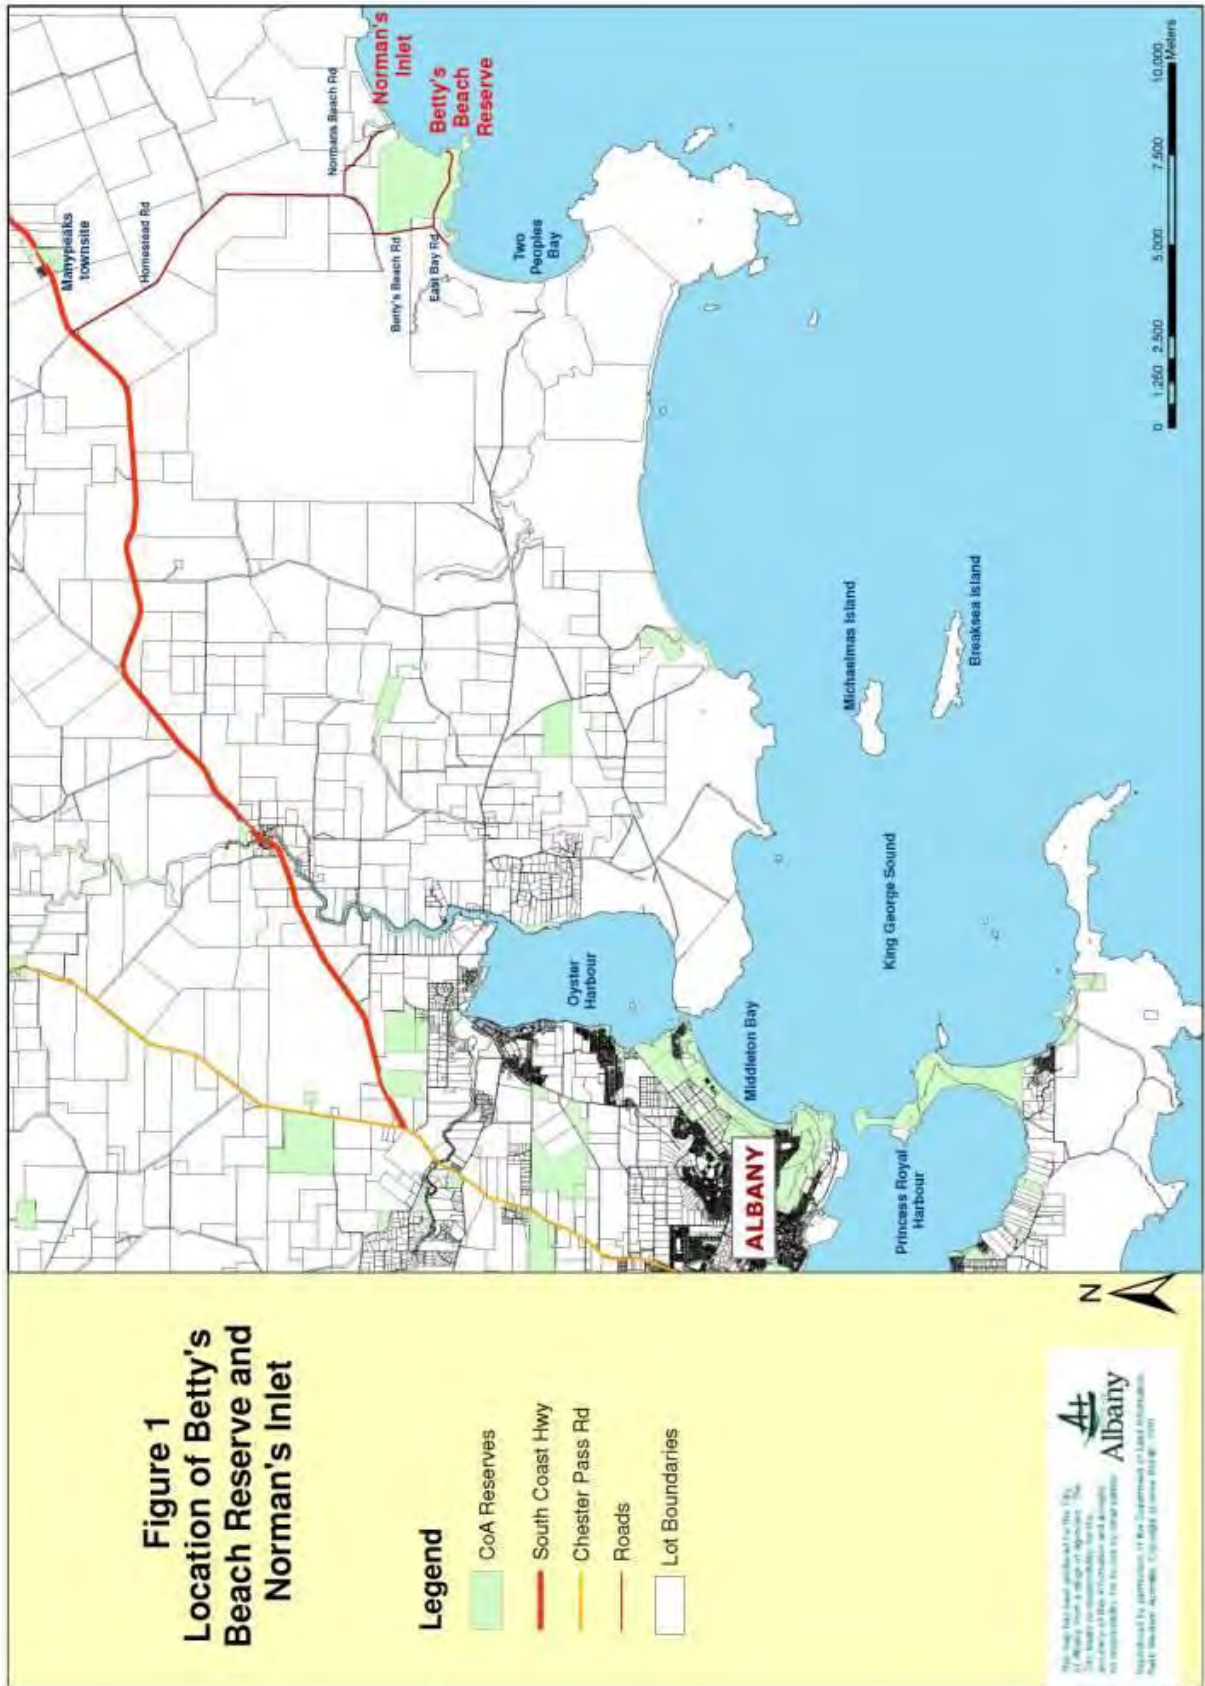 Figure 1
Location of Betty's
Beach Reserve and
Norman's Inlet
Legend
CoA Reserves
South Coast Hwy
Chester Pass Rd
Roads
Lot Boundaries
Albany
N
Manypeaks
townsite
Homestead Rd
Normans Beach Rd
Norman's
Inlet
Betty's
Beach
Reserve
Betty's Beach Rd
East Bay Rd
Two
Peoples
Bay
Oyster
Harbour
Michaelmas Island
Breaksea Island
King George Sound
Middleton Bay
ALBANY
Princess Royal
Harbour
0 1,250 2,500 5,000 7,500 10,000
Meters